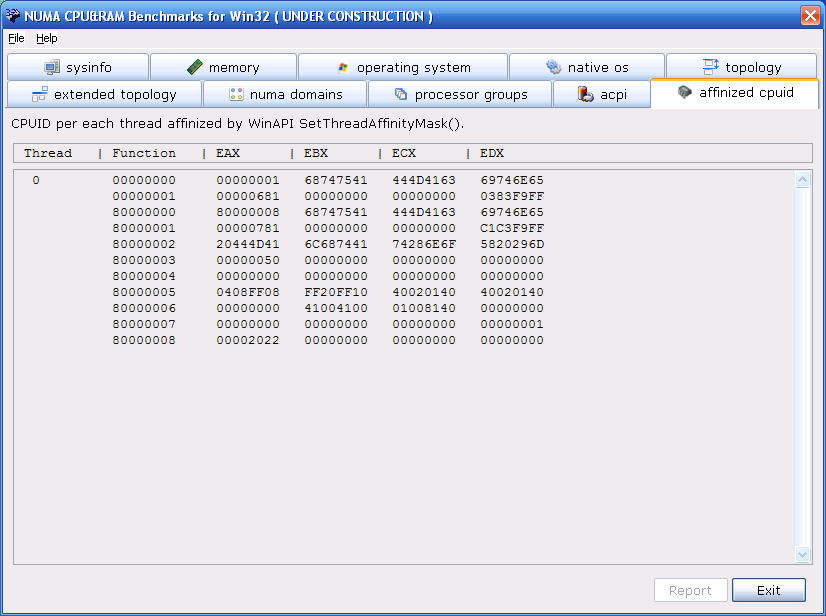 NUMA CPU&RAM Benchmarks for Win32 ( UNDER CONSTRUCTION )
File Help
sysinfo memory operating system native os topology
extended topology numa domains processor groups acpi affinized cpuid
CPUID per each thread affinized by WinAPI SetThreadAffinityMask().
Thread | Function | EAX | EBX | ECX | EDX
0 00000000 00000001 68747541 444D4163 69746E65
00000001 00000681 00000000 00000000 0383F9FF
80000000 80000008 68747541 444D4163 69746E65
80000001 00000781 00000000 00000000 C1C3F9FF
80000002 20444D41 6C687441 74286E6F 5820296D
80000003 00000050 00000000 00000000 00000000
80000004 00000000 00000000 00000000 00000000
80000005 0408FF08 FF20FF10 40020140 40020140
80000006 00000000 41004100 01008140 00000000
80000007 00000000 00000000 00000000 00000001
80000008 00002022 00000000 00000000 00000000
Report Exit